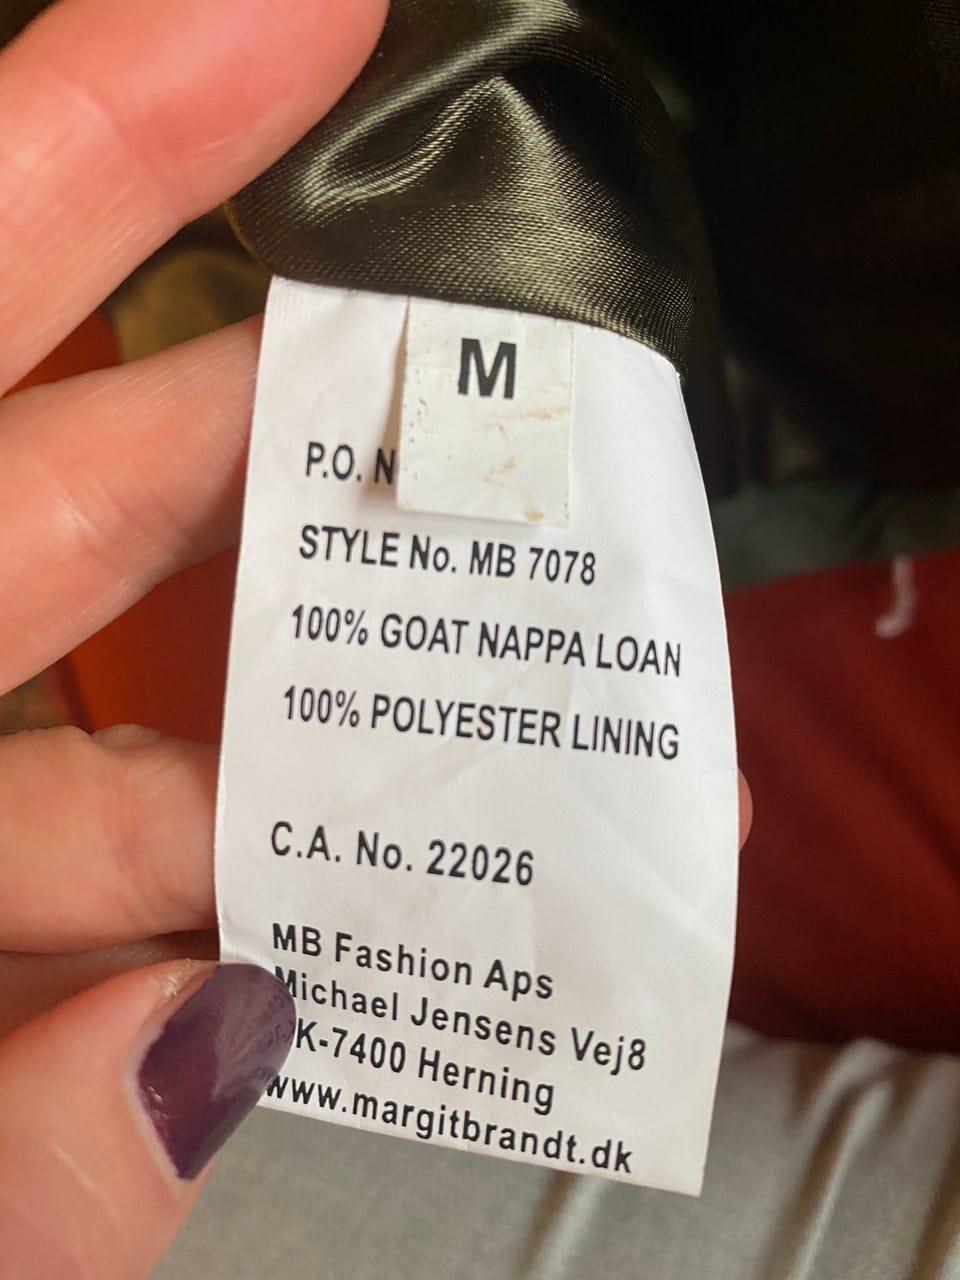 M
P.O. N
STYLE No. MB 7078
100% GOAT NAPPA LOAN
100% POLYESTER LINING
C.A. No. 22026
MB Fashion Aps
Michael Jensens Vej8
K-7400 Herning
www.margitbrandt.dk